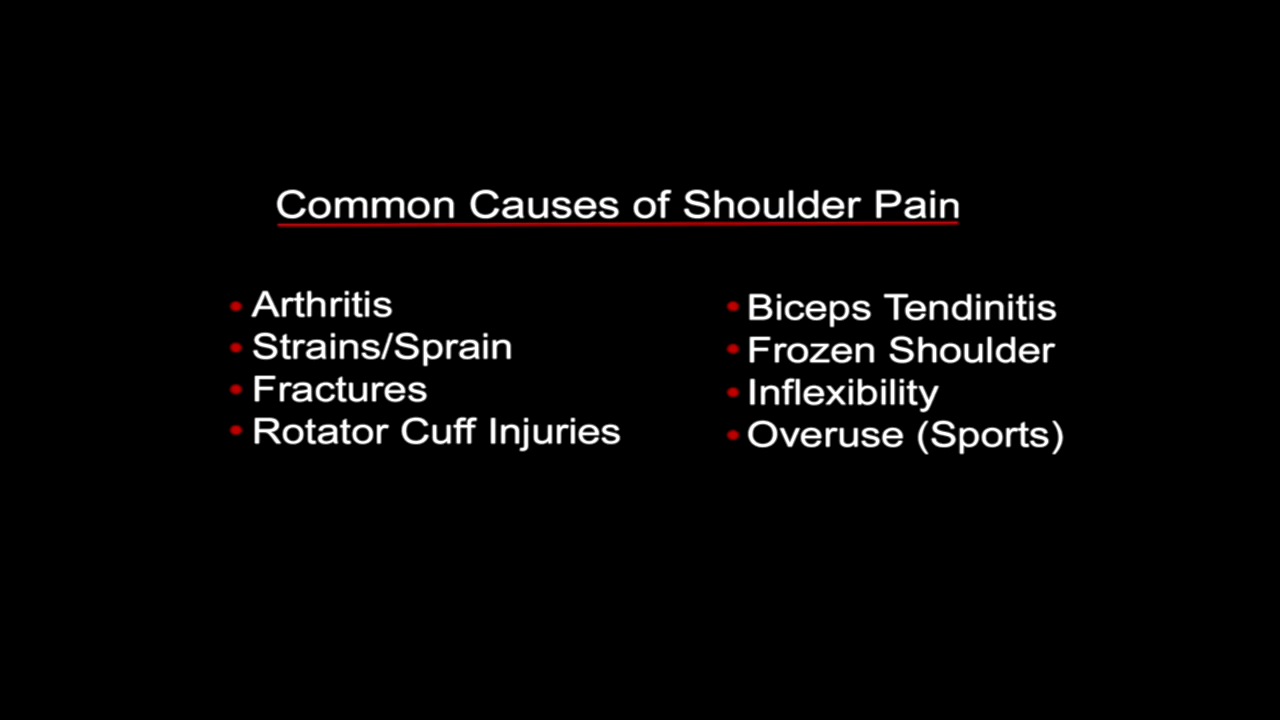 Common Causes of Shoulder Pain
• Arthritis
• Strains/Sprain
• Fractures
• Rotator Cuff Injuries
• Biceps Tendinitis
• Frozen Shoulder
• Inflexibility
• Overuse (Sports)